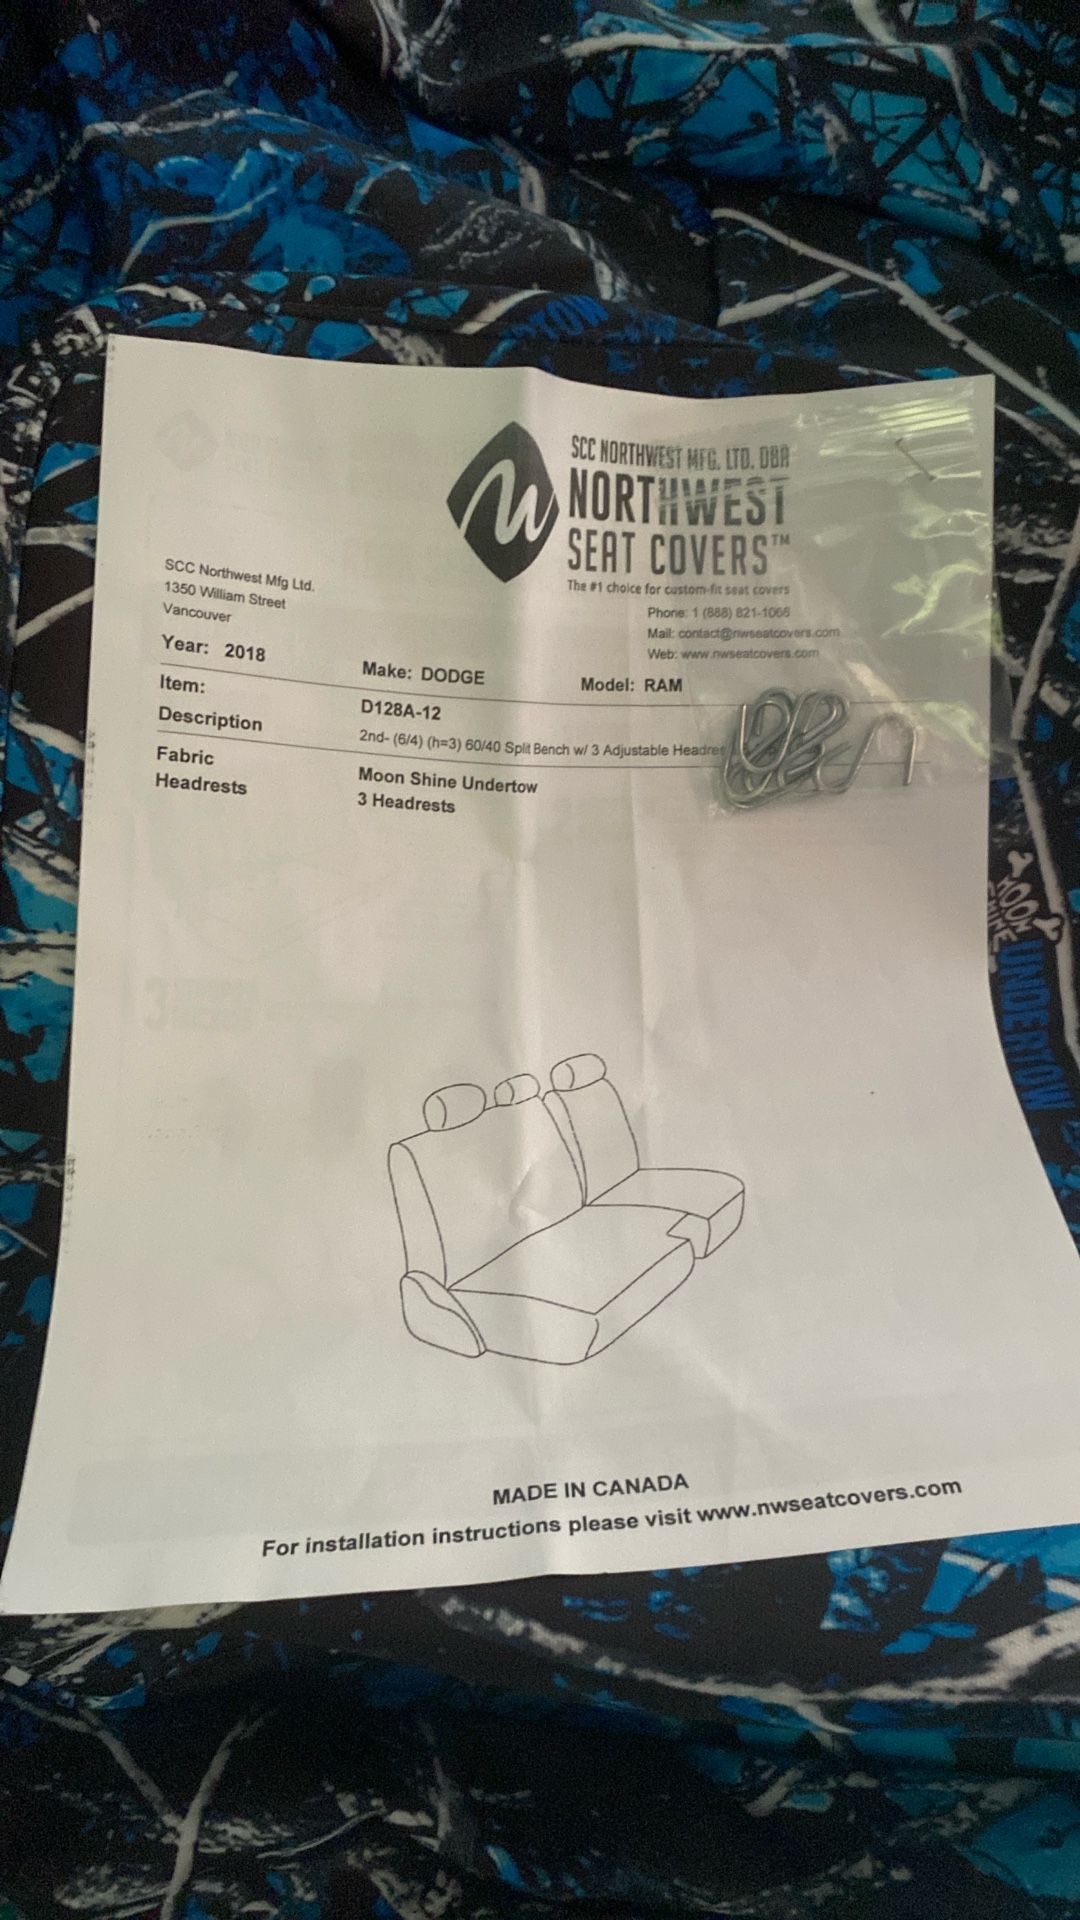 UNDERTOW
SCC NORTHWEST MFG. LTD. DBA
NORTHWEST
SEAT COVERS™
The #1 choice for custom-fit seat covers
SCC Northwest Mfg Ltd.
1350 William Street
Vancouver
Phone: 1 (888) 821-1068
Mail: contact@nwseatcovers.com
Web: www.nwseatcovers.com
Year: 2018 Make: DODGE Model: RAM
Item: D128A-12
Description 2nd- (6/4) (h=3) 60/40 Split Bench w/ 3 Adjustable
Fabric Moon Shine Undertow
Headrests 3 Headrests
MOON
SHINE
UNDERTOW
MADE IN CANADA
For installation instructions please visit www.nwseatcovers.com